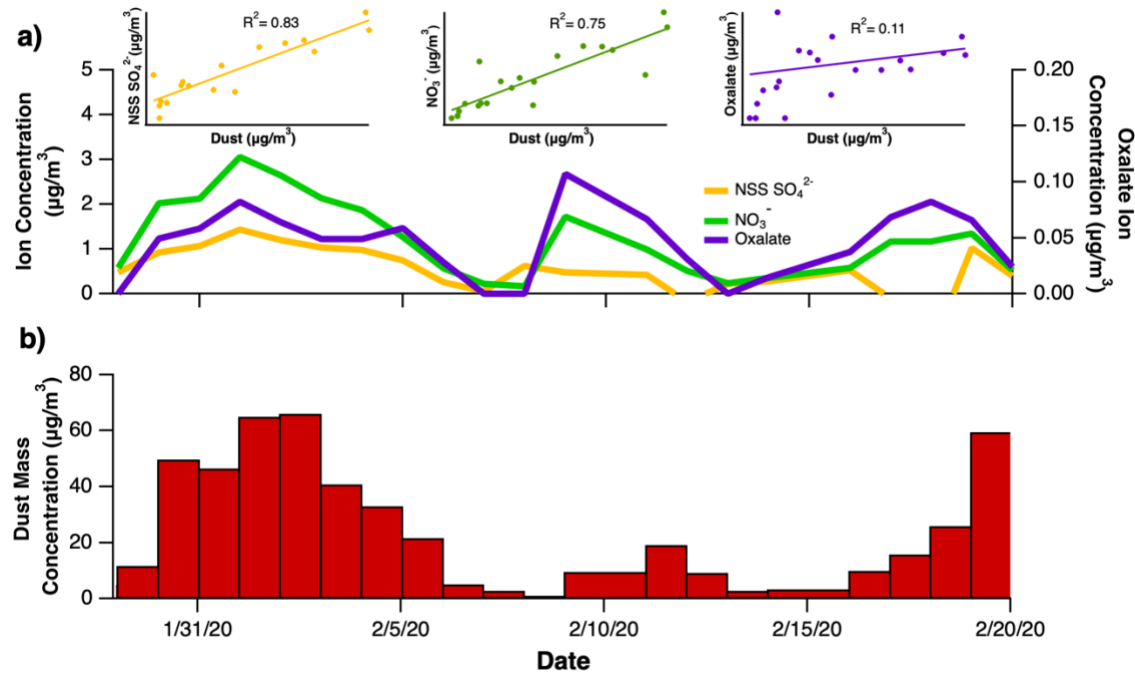 a)
R²= 0.83
NSS SO₄²⁻ (µg/m³)
Dust (µg/m³)
R²= 0.75
NO₃⁻ (µg/m³)
Dust (µg/m³)
R²= 0.11
Oxalate (µg/m³)
Dust (µg/m³)
Ion Concentration
(µg/m³)
5
4
3
2
1
0
0.20
0.15
0.10
0.05
0.00
Oxalate Ion
Concentration (µg/m³)
NSS SO₄²⁻
NO₃⁻
Oxalate
b)
Dust Mass
Concentration (µg/m³)
80
60
40
20
0
1/31/20
2/5/20
2/10/20
2/15/20
2/20/20
Date